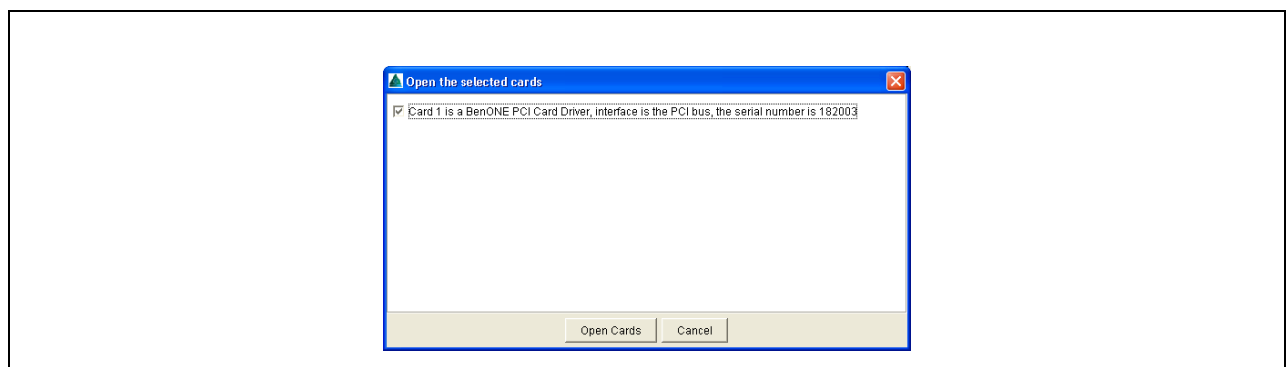 Open the selected cards
Card 1 is a BenONE PCI Card Driver, interface is the PCI bus, the serial number is 182003
Open Cards Cancel